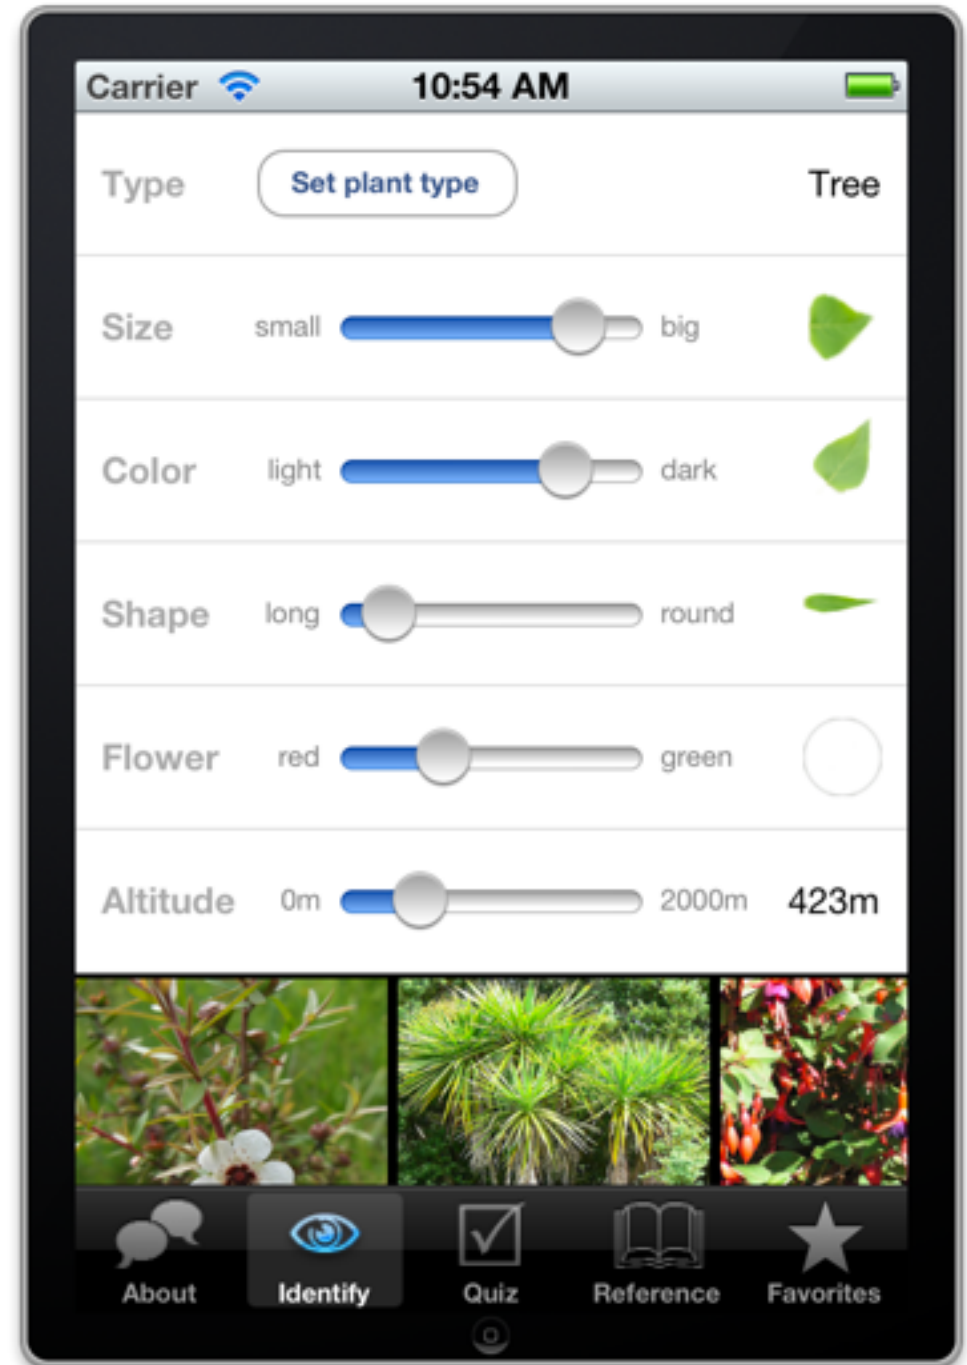 Carrier 10:54 AM
Type Set plant type Tree
Size small big
Color light dark
Shape long round
Flower red green
Altitude 0m 2000m 423m
About Identify Quiz Reference Favorites